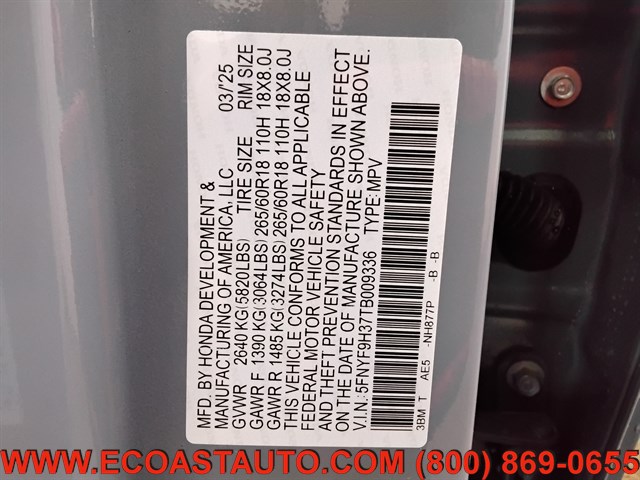 MFD. BY HONDA DEVELOPMENT &
MANUFACTURING OF AMERICA, LLC 03/'25
GVWR 2640 KG(5820LBS) TIRE SIZE RIM SIZE
GAWR F 1390 KG(3064LBS)265/60R18 110H 18X8.0J
GAWR R 1485 KG(3274LBS)265/60R18 110H 18X8.0J
THIS VEHICLE CONFORMS TO ALL APPLICABLE
FEDERAL MOTOR VEHICLE SAFETY
AND THEFT PREVENTION STANDARDS IN EFFECT
ON THE DATE OF MANUFACTURE SHOWN ABOVE.
V.I.N.:5FNYF9H37TB009336 TYPE:MPV
3BM T AE5 -NH877P -B -B
WWW.ECOASTAUTO.COM (800) 869-0655